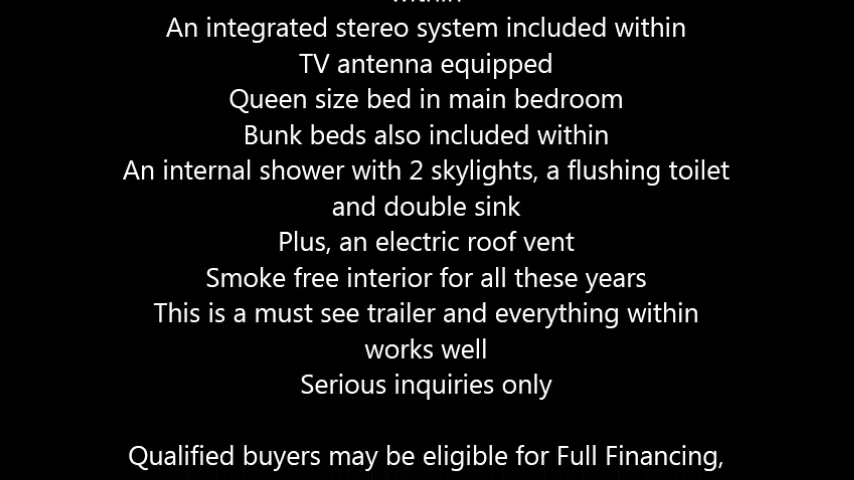 within
An integrated stereo system included within
TV antenna equipped
Queen size bed in main bedroom
Bunk beds also included within
An internal shower with 2 skylights, a flushing toilet
and double sink
Plus, an electric roof vent
Smoke free interior for all these years
This is a must see trailer and everything within
works well
Serious inquiries only
Qualified buyers may be eligible for Full Financing,